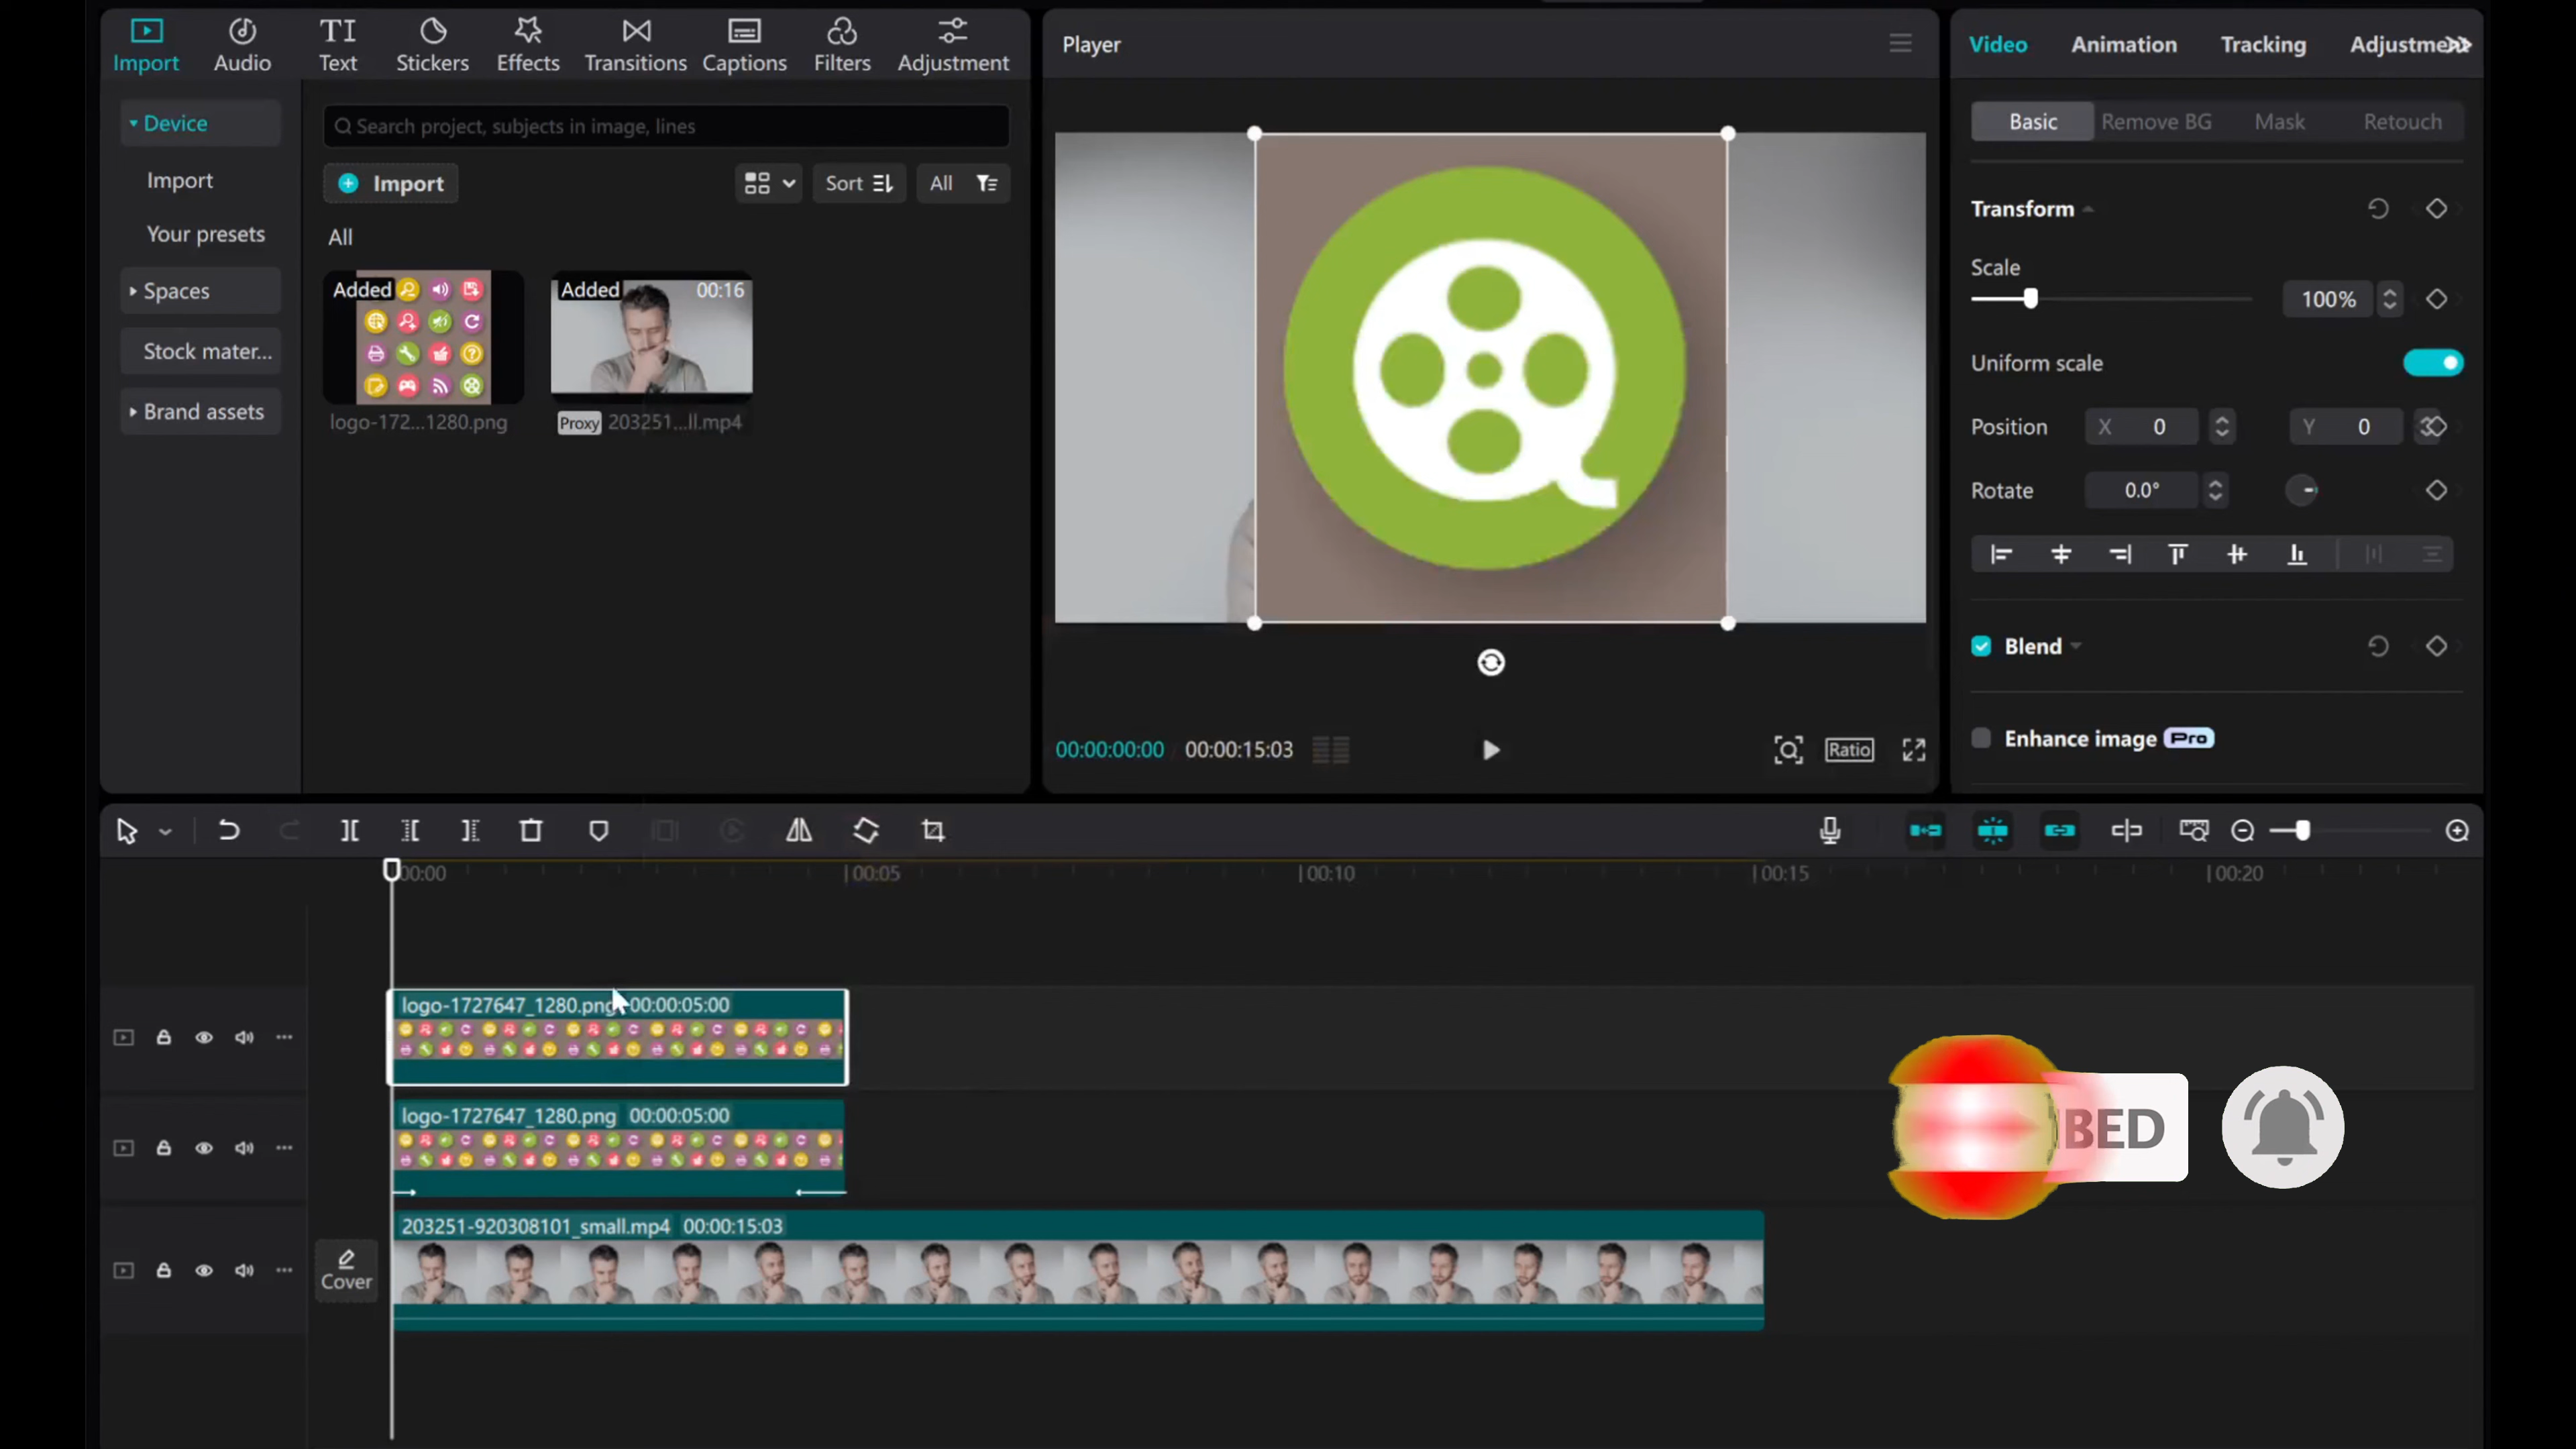 Import Audio Text Stickers Effects Transitions Captions Filters Adjustment
TI
Device
Import
Your presets
Spaces
Stock mater...
Brand assets
Search project, subjects in image, lines
Import
Sort
All
All
Added
Added 00:16
logo-172...1280.png
Proxy 203251...ll.mp4
Player
00:00:00:00 00:00:15:03
Ratio
Video Animation Tracking Adjustment
Basic Remove BG Mask Retouch
Transform
Scale
100%
Uniform scale
Position X 0 Y 0
Rotate 0.0°
Blend
Enhance image Pro
00:00 00:05 00:10 00:15 00:20
logo-1727647_1280.png 00:00:05:00
logo-1727647_1280.png 00:00:05:00
203251-920308101_small.mp4 00:00:15:03
Cover
BED